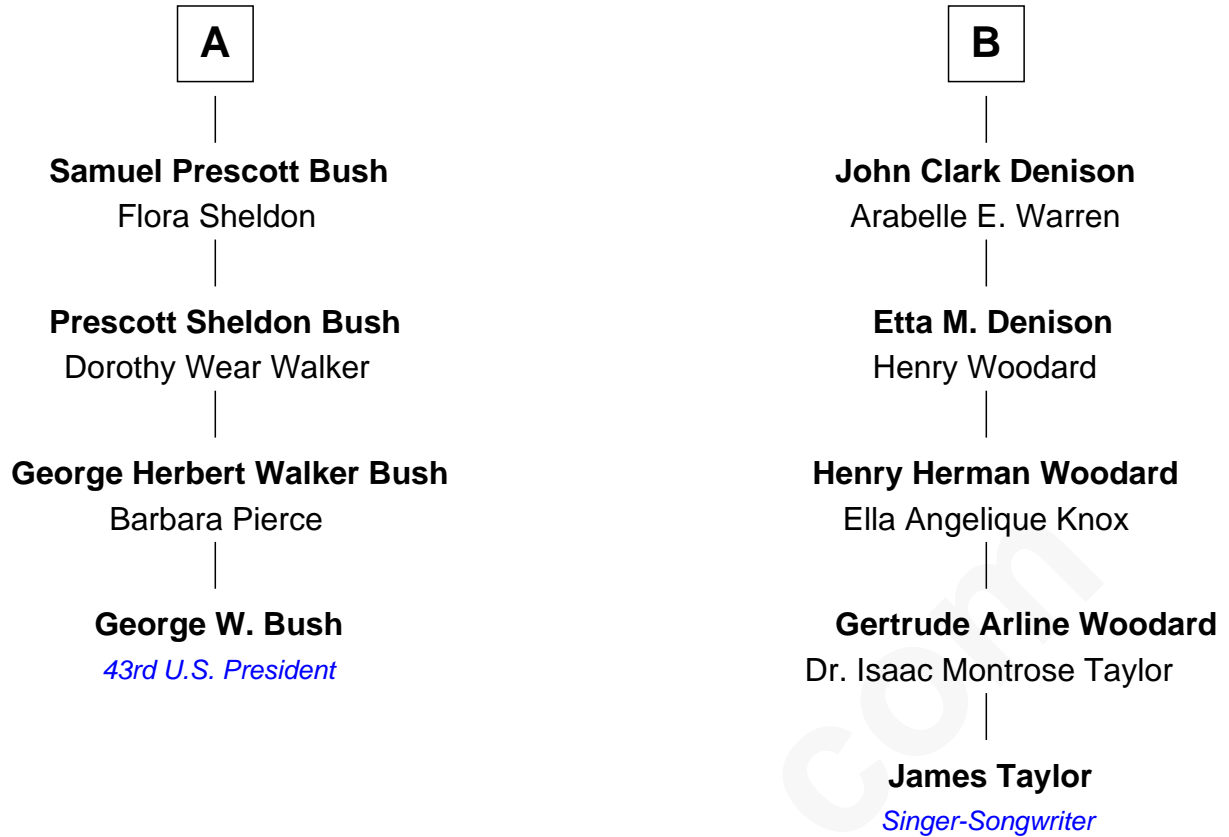 A
Samuel Prescott Bush
Flora Sheldon
Prescott Sheldon Bush
Dorothy Wear Walker
George Herbert Walker Bush
Barbara Pierce
George W. Bush
43rd U.S. President
B
John Clark Denison
Arabelle E. Warren
Etta M. Denison
Henry Woodard
Henry Herman Woodard
Ella Angelique Knox
Gertrude Arline Woodard
Dr. Isaac Montrose Taylor
James Taylor
Singer-Songwriter
com